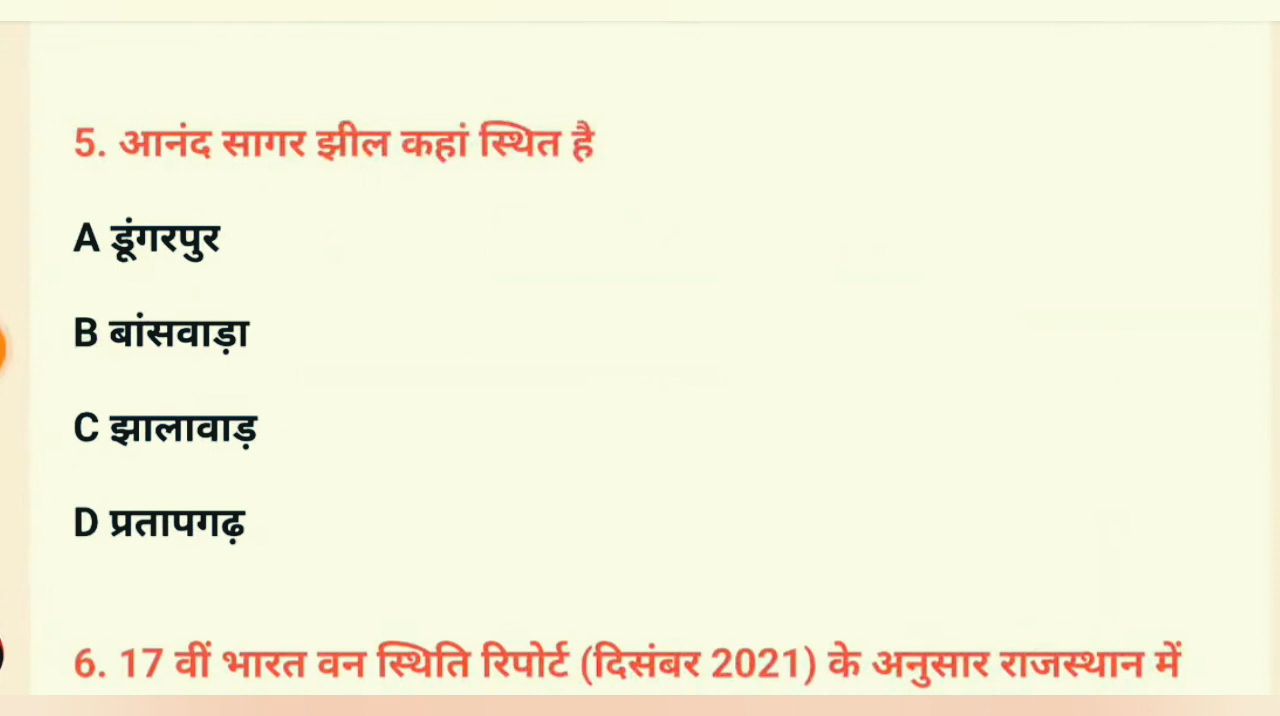 5. आनंद सागर झील कहां स्थित है
A डूंगरपुर
B बांसवाड़ा
C झालावाड़
D प्रतापगढ़
6. 17 वीं भारत वन स्थिति रिपोर्ट (दिसंबर 2021) के अनुसार राजस्थान में